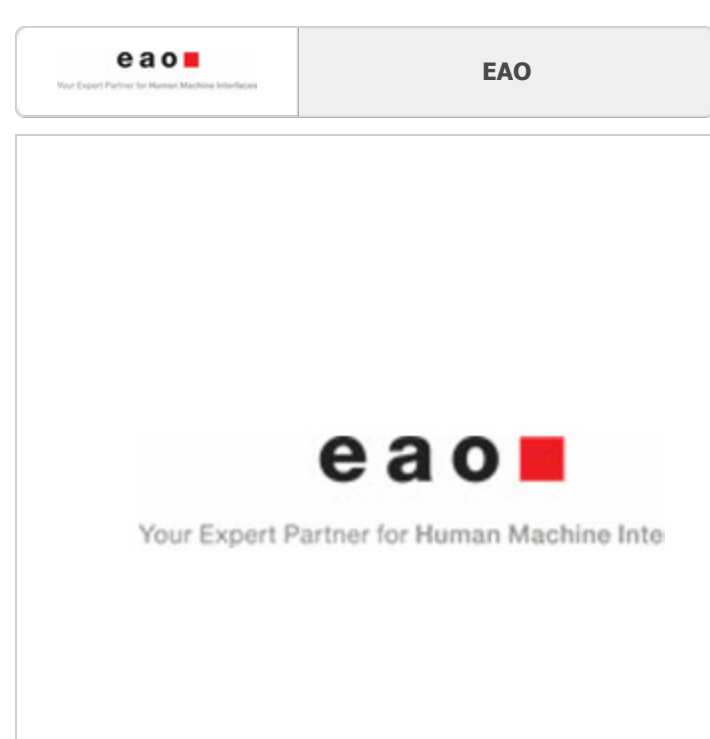 eao
Your Expert Partner for Human Machine Interfaces
EAO
eao
Your Expert Partner for Human Machine Inte